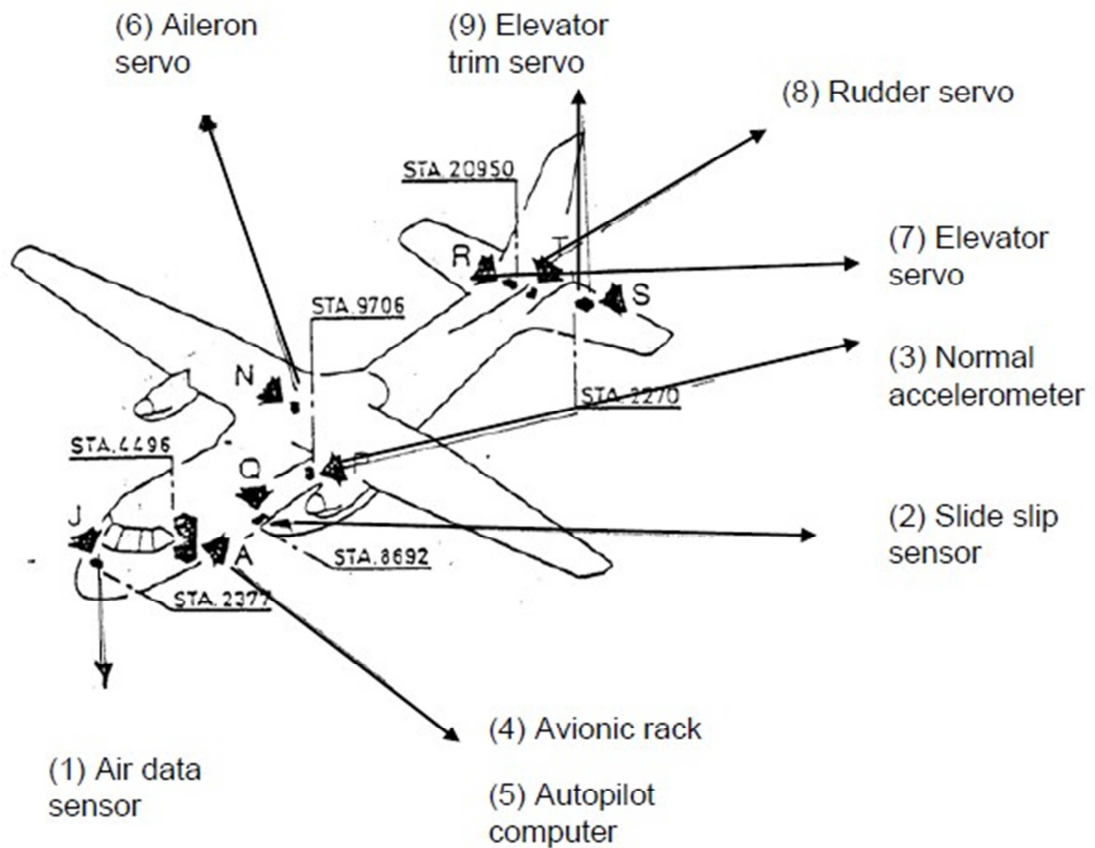 (6) Aileron
servo
(9) Elevator
trim servo
(8) Rudder servo
STA.20950
R
T
(7) Elevator
servo
S
STA.9706
(3) Normal
accelerometer
N
STA.2270
STA.4496
Q
J
(2) Slide slip
sensor
A
STA.8692
STA.2377
(4) Avionic rack
(1) Air data
sensor
(5) Autopilot
computer